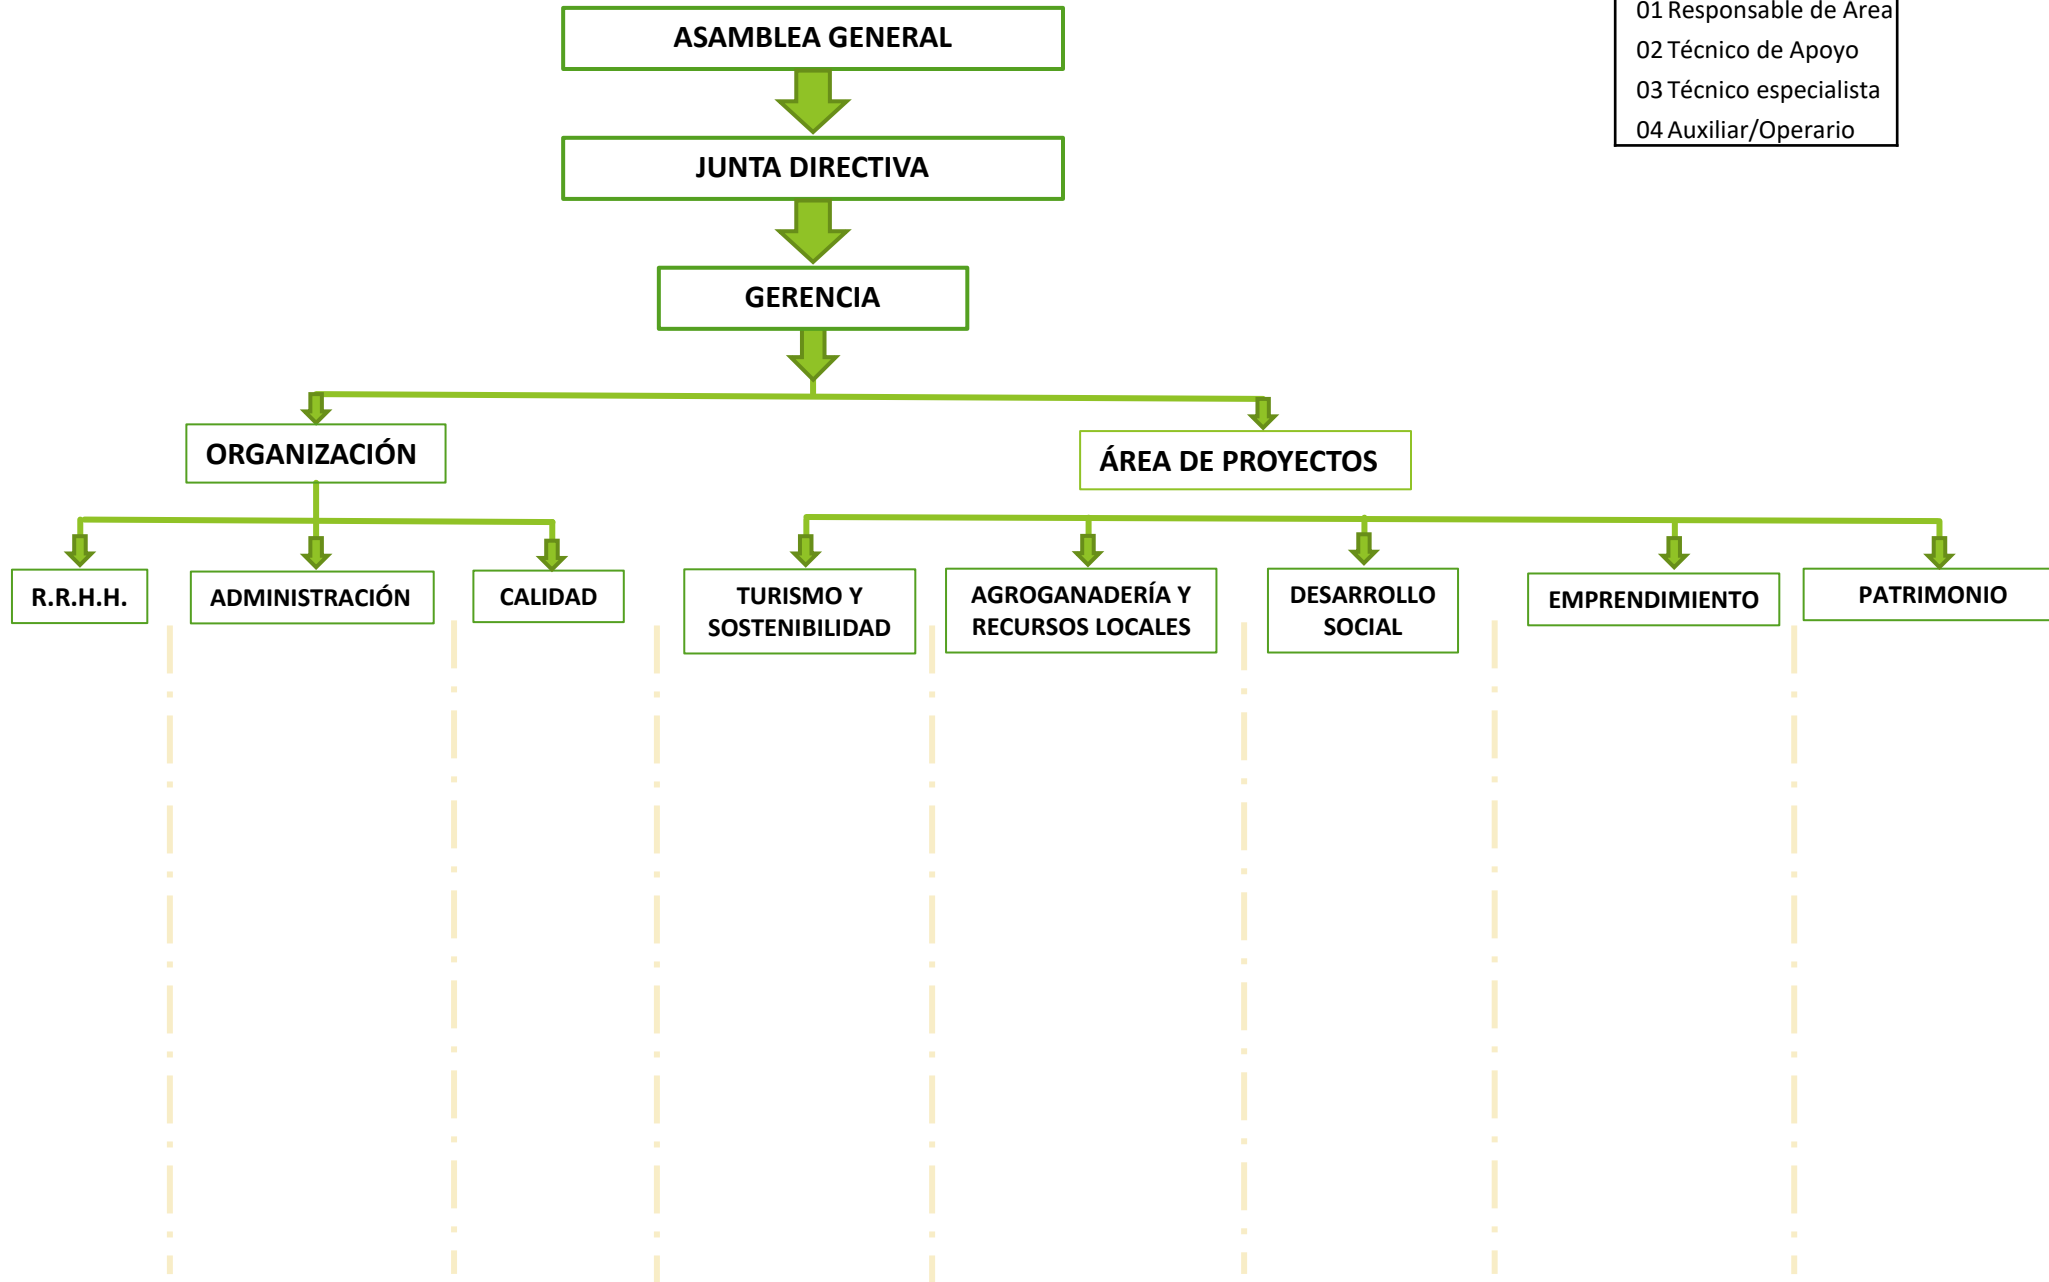 ASAMBLEA GENERAL
01 Responsable de Area
02 Técnico de Apoyo
03 Técnico especialista
04 Auxiliar/Operario
JUNTA DIRECTIVA
GERENCIA
ORGANIZACIÓN
ÁREA DE PROYECTOS
R.R.H.H.
ADMINISTRACIÓN
CALIDAD
TURISMO Y
SOSTENIBILIDAD
AGROGANADERÍA Y
RECURSOS LOCALES
DESARROLLO
SOCIAL
EMPRENDIMIENTO
PATRIMONIO